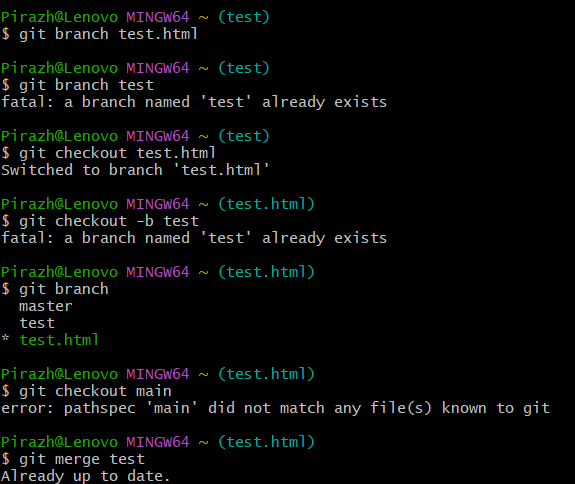 Pirazh@Lenovo MINGW64 ~ (test)
$ git branch test.html
Pirazh@Lenovo MINGW64 ~ (test)
$ git branch test
fatal: a branch named 'test' already exists
Pirazh@Lenovo MINGW64 ~ (test)
$ git checkout test.html
Switched to branch 'test.html'
Pirazh@Lenovo MINGW64 ~ (test.html)
$ git checkout -b test
fatal: a branch named 'test' already exists
Pirazh@Lenovo MINGW64 ~ (test.html)
$ git branch
  master
  test
* test.html
Pirazh@Lenovo MINGW64 ~ (test.html)
$ git checkout main
error: pathspec 'main' did not match any file(s) known to git
Pirazh@Lenovo MINGW64 ~ (test.html)
$ git merge test
Already up to date.